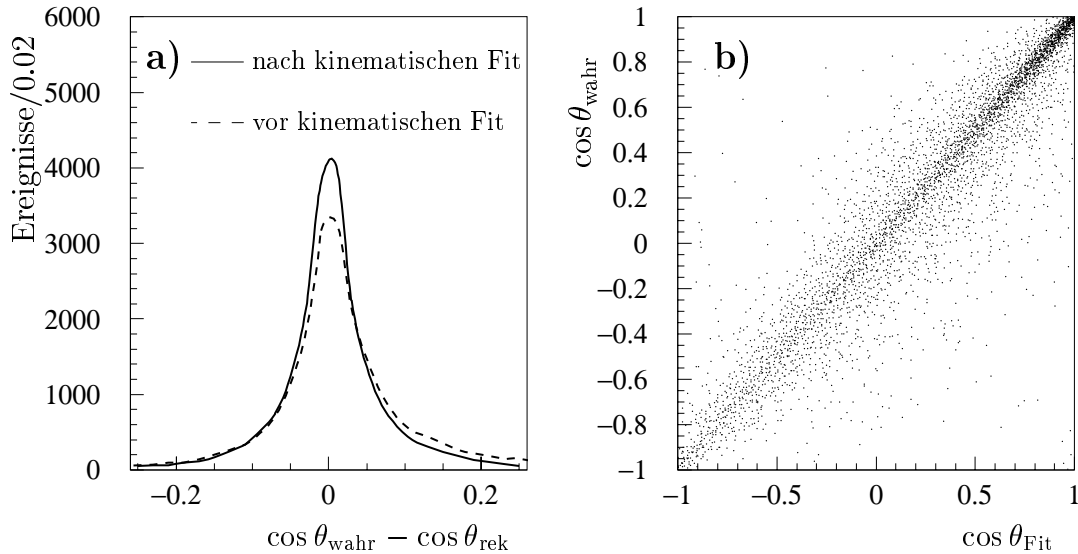 a)
nach kinematischen Fit
vor kinematischen Fit
Ereignisse/0.02
6000
5000
4000
3000
2000
1000
0
−0.2 0 0.2
cos θwahr − cos θrek
b)
cos θwahr
1
0.8
0.6
0.4
0.2
0
−0.2
−0.4
−0.6
−0.8
−1
−1 −0.5 0 0.5 1
cos θFit